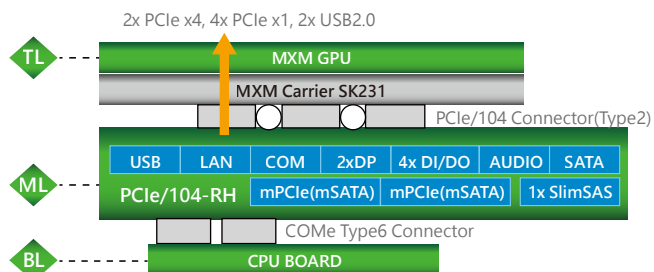 2x PCIe x4, 4x PCIe x1, 2x USB2.0
TL
MXM GPU
MXM Carrier SK231
PCIe/104 Connector(Type2)
USB LAN COM 2xDP 4x DI/DO AUDIO SATA
ML
PCIe/104-RH mPCIe(mSATA) mPCIe(mSATA) 1x SlimSAS
COMe Type6 Connector
BL
CPU BOARD